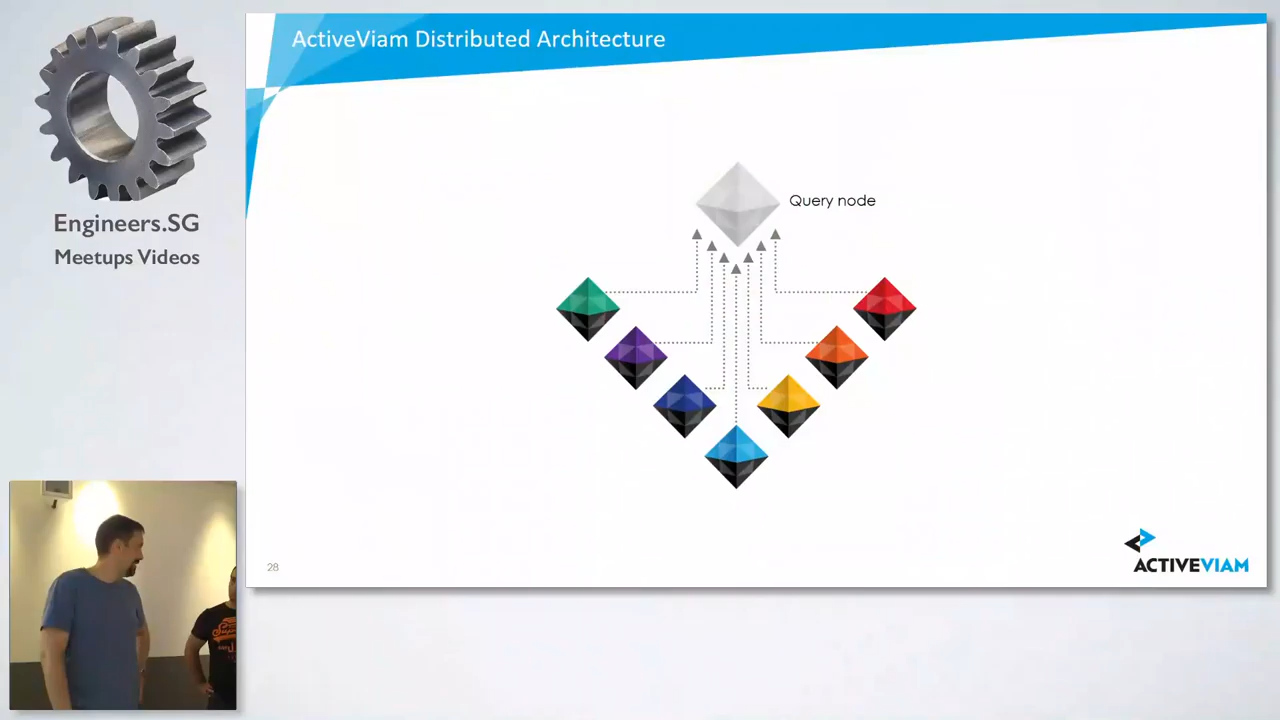 ActiveViam Distributed Architecture
Engineers.SG
Meetups Videos
Query node
28
ACTIVEVIAM